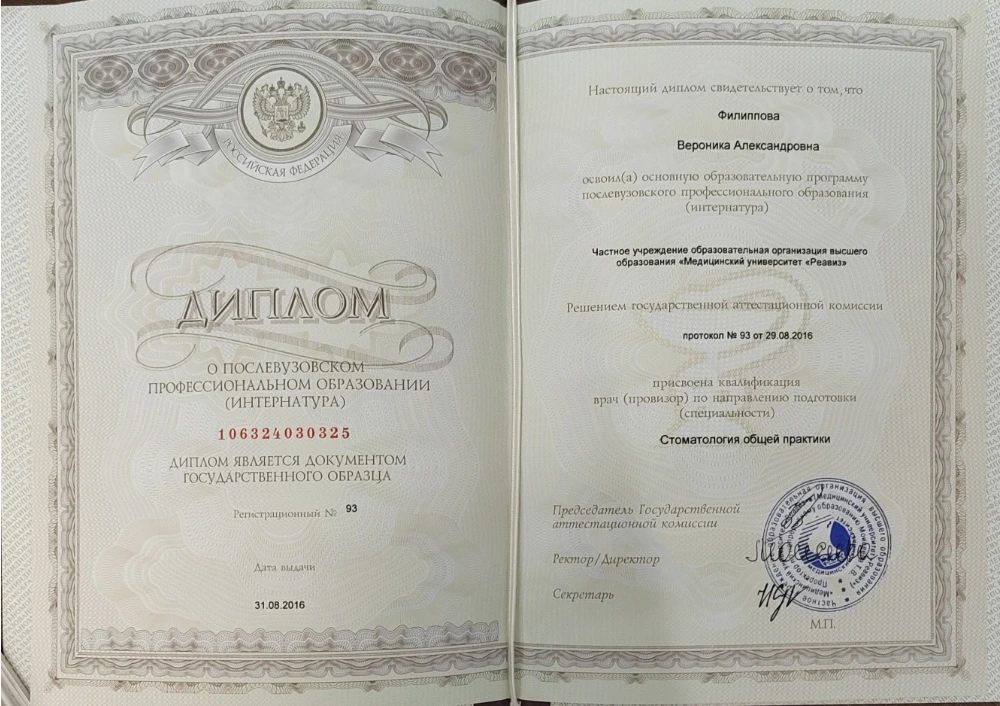 РОССИЙСКАЯ ФЕДЕРАЦИЯ
ДИПЛОМ
О ПОСЛЕВУЗОВСКОМ
ПРОФЕССИОНАЛЬНОМ ОБРАЗОВАНИИ
(ИНТЕРНАТУРА)
106324030325
ДИПЛОМ ЯВЛЯЕТСЯ ДОКУМЕНТОМ
ГОСУДАРСТВЕННОГО ОБРАЗЦА
Регистрационный № 93
Дата выдачи
31.08.2016
Настоящий диплом свидетельствует о том, что
Филиппова
Вероника Александровна
освоил(а) основную образовательную программу
послевузовского профессионального образования
(интернатура)
Частное учреждение образовательная организация высшего
образования «Медицинский университет «Реавиз»
Решением государственной аттестационной комиссии
протокол № 93 от 29.08.2016
присвоена квалификация
врач (провизор) по направлению подготовки
(специальности)
Стоматология общей практики
Председатель Государственной
аттестационной комиссии
Ректор/Директор
Секретарь
М.П.